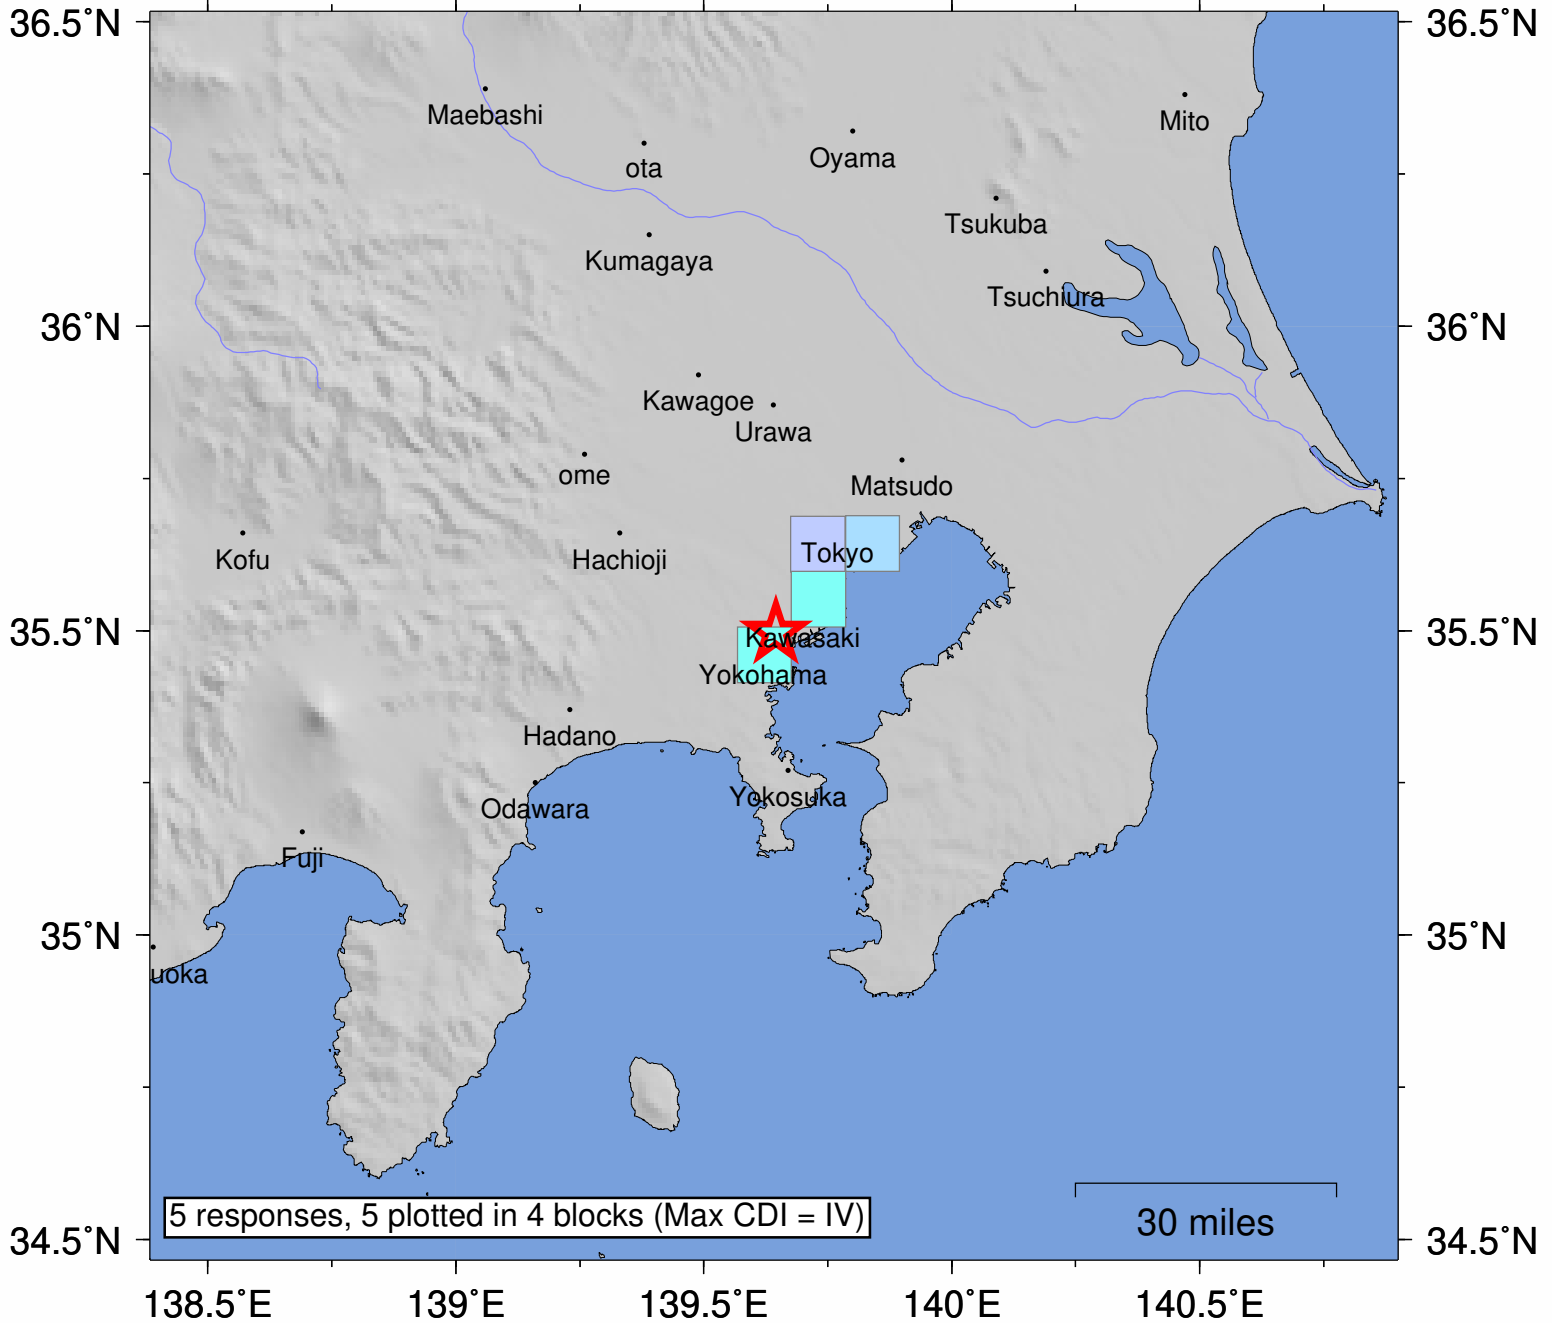 36.5°N
36.5°N
Maebashi
Mito
ota
Oyama
Tsukuba
Kumagaya
Tsuchiura
36°N
36°N
Kawagoe
Urawa
ome
Matsudo
Kofu
Hachioji
Tokyo
35.5°N
Kawasaki
35.5°N
Yokohama
Hadano
Yokosuka
Odawara
Fuji
35°N
35°N
uoka
5 responses, 5 plotted in 4 blocks (Max CDI = IV)
30 miles
34.5°N
34.5°N
138.5°E
139°E
139.5°E
140°E
140.5°E